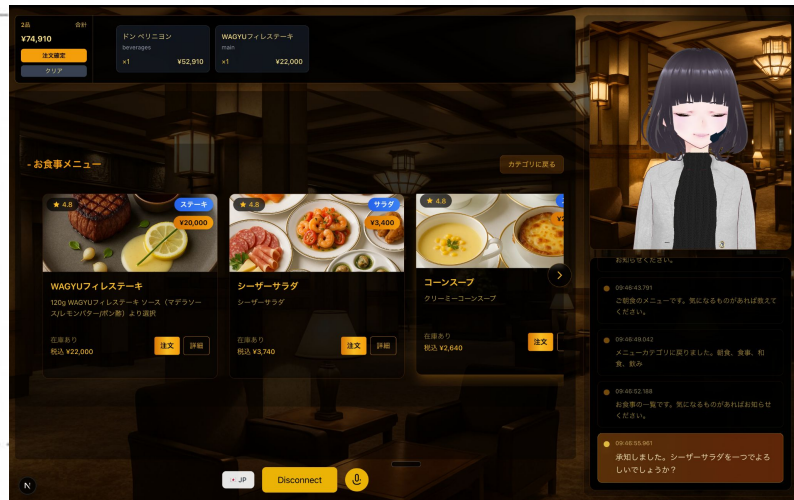 2品 合計
¥74,910
注文確定
クリア
ドン ペリニヨン
beverages
×1 ¥52,910
WAGYUフィレステーキ
main
×1 ¥22,000
- お食事メニュー
カテゴリに戻る
★ 4.8 ステーキ
¥20,000
WAGYUフィレステーキ
120g WAGYUフィレステーキ ソース（マデラソー
ス/レモンバター/ポン酢）より選択
在庫あり
税込 ¥22,000
注文 詳細
★ 4.8 サラダ
¥3,400
シーザーサラダ
シーザーサラダ
在庫あり
税込 ¥3,740
注文 詳細
★ 4.8
コーンスープ
クリーミーコーンスープ
在庫あり
税込 ¥2,640
注文
お知らせください。
09:46:43.791
ご朝食のメニューです。気になるものがあれば教えて
ください。
09:46:49.042
メニューカテゴリに戻りました。朝食、食事、和
食、飲み
09:46:52.188
お食事の一覧です。気になるものがあればお知らせ
ください。
09:46:55.961
承知しました。シーザーサラダを一つでよろ
しいでしょうか？
JP
Disconnect
N